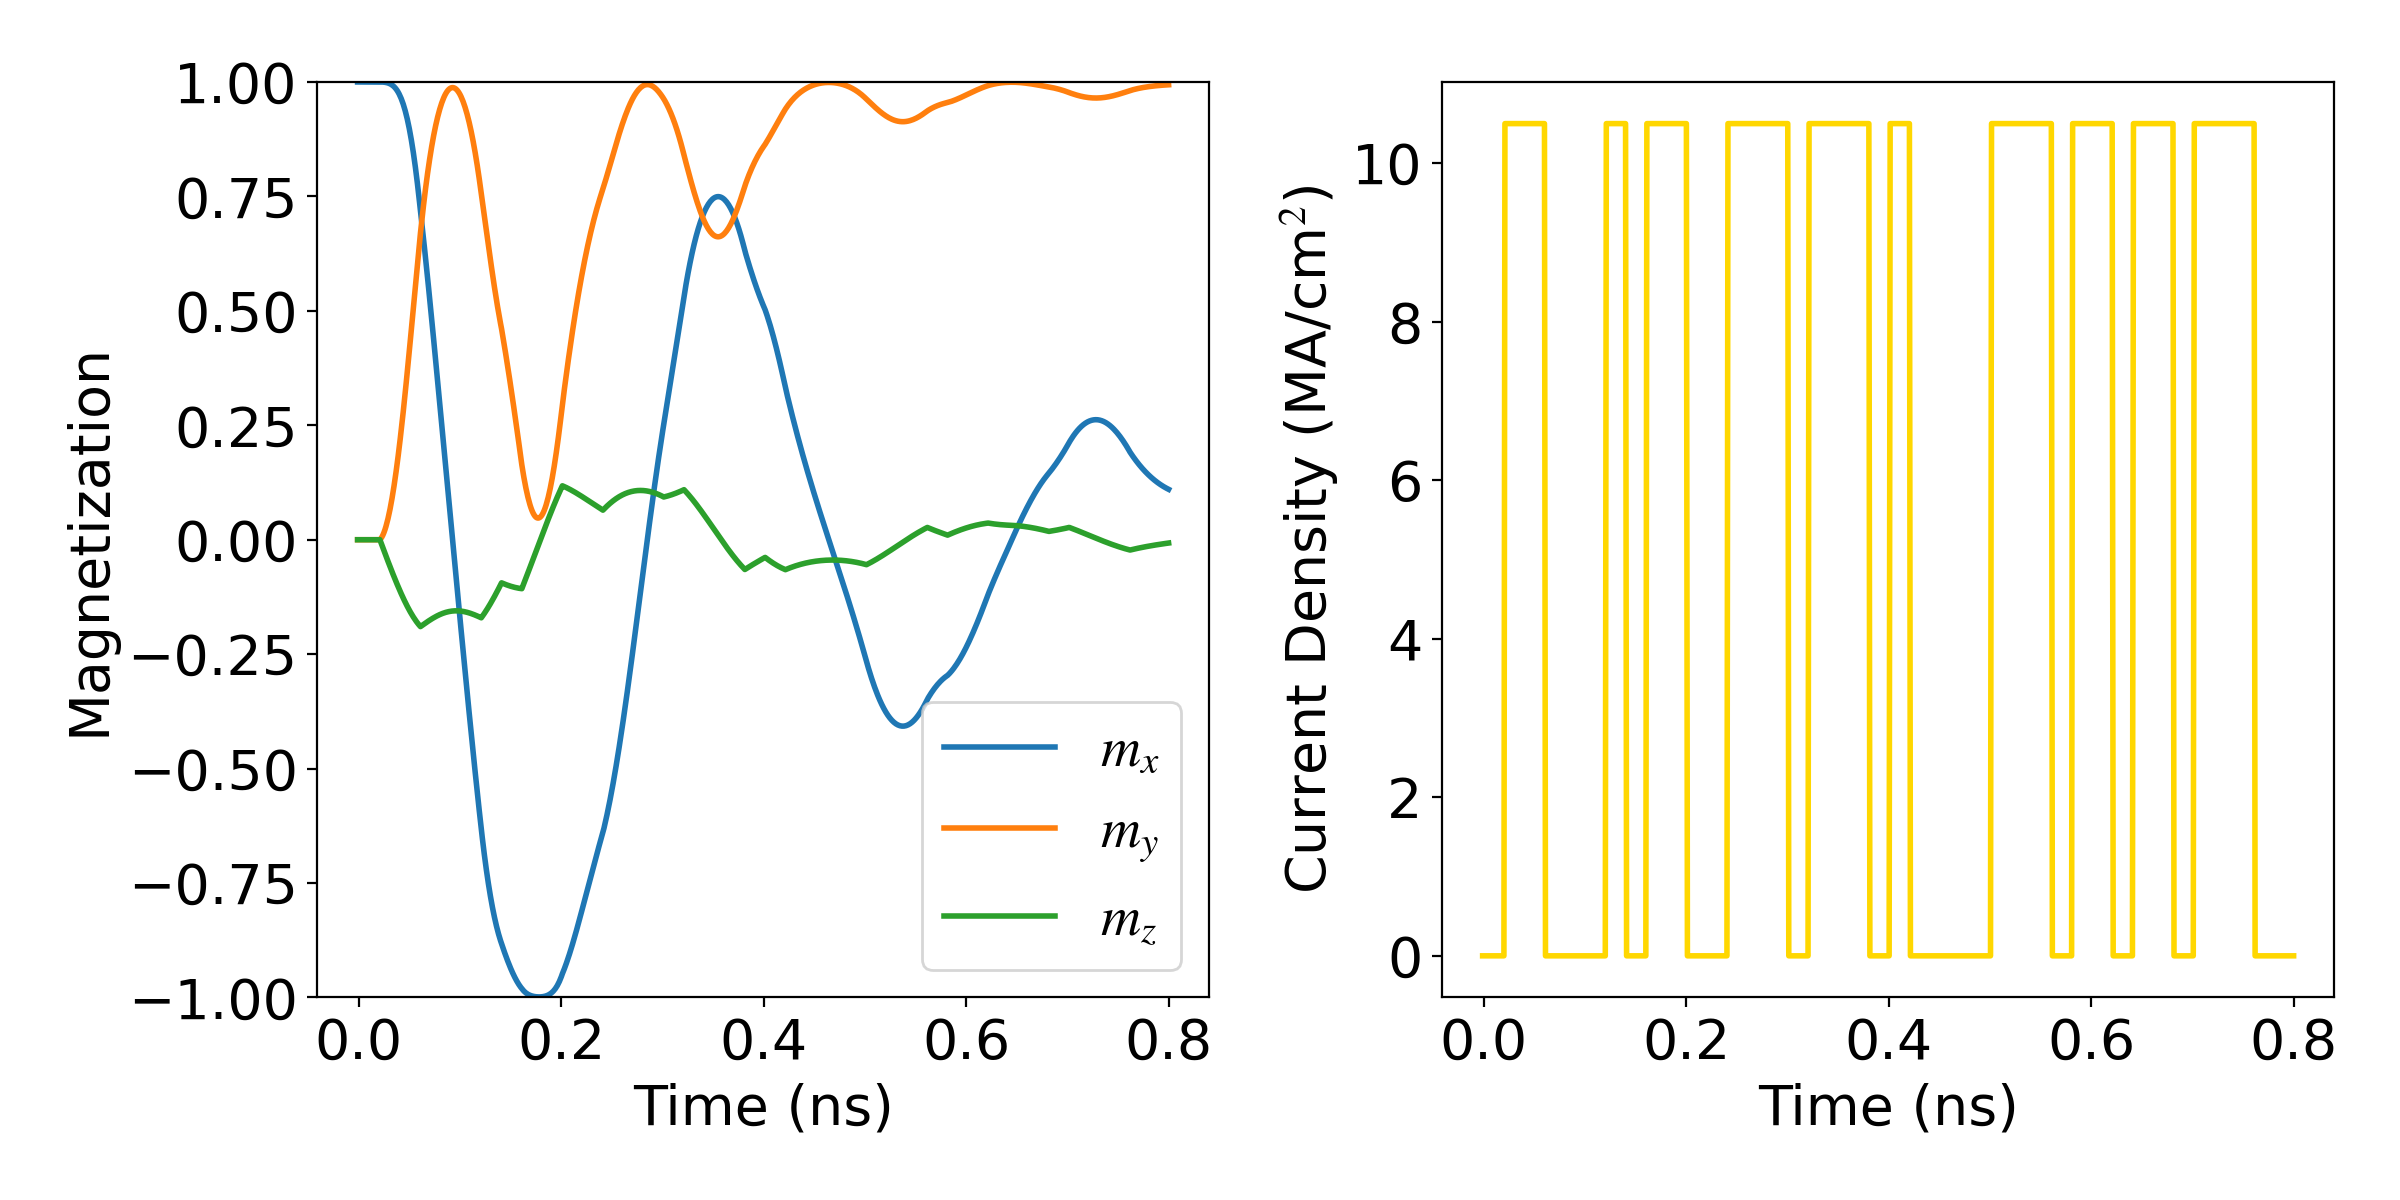 Magnetization
1.00
0.75
0.50
0.25
0.00
−0.25
−0.50
−0.75
−1.00
0.0 0.2 0.4 0.6 0.8
Time (ns)
m_x
m_y
m_z
Current Density (MA/cm²)
10
8
6
4
2
0
0.0 0.2 0.4 0.6 0.8
Time (ns)